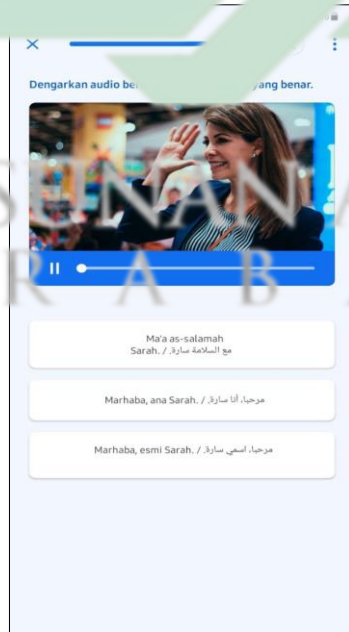 Dengarkan audio be yang benar.
SUNAN A
R A B
Ma'a as-salamah
Sarah. / مع السلامة سارة.
Marhaba, ana Sarah. / مرحبا، أنا سارة.
Marhaba, esmi Sarah. / مرحبا، اسمي سارة.